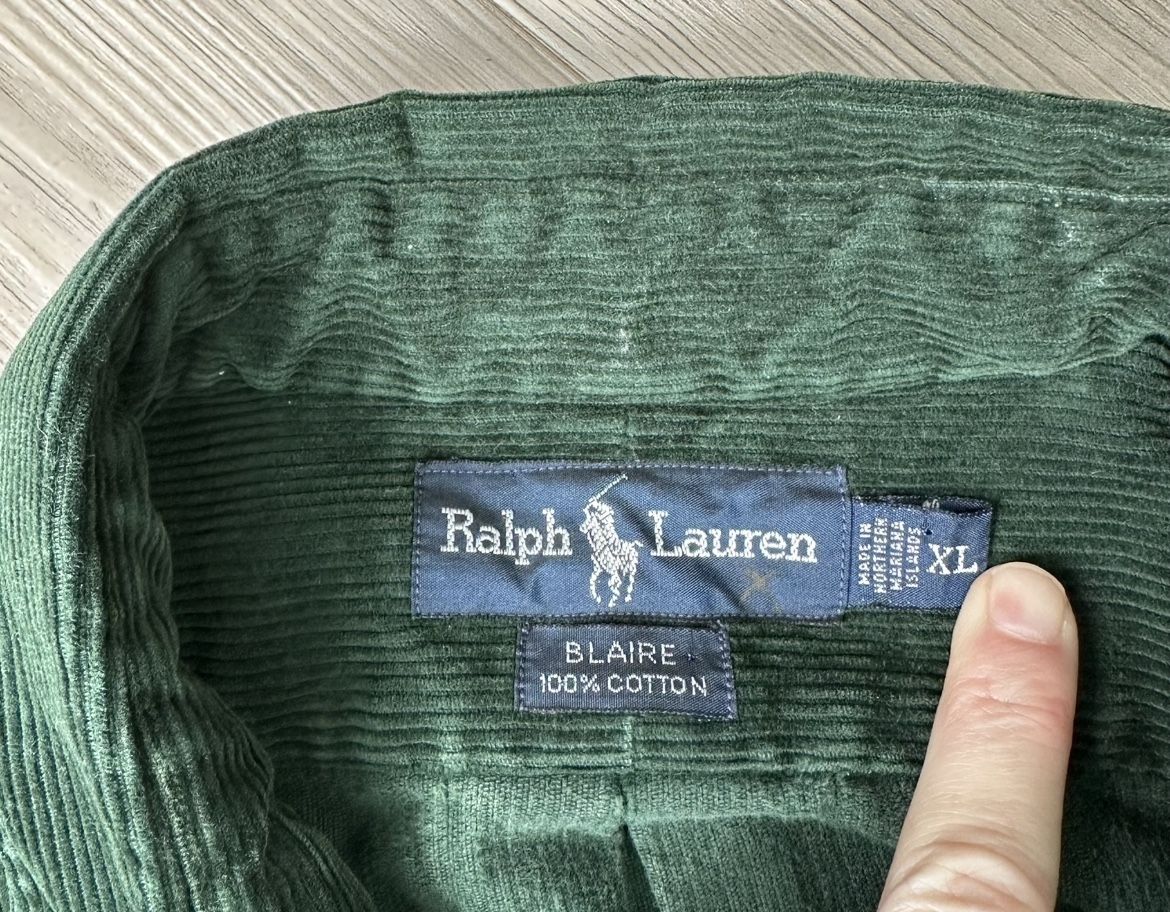 Ralph Lauren
MADE IN
NORTHERN
MARIANA
ISLANDS
XL
BLAIRE
100% COTTON